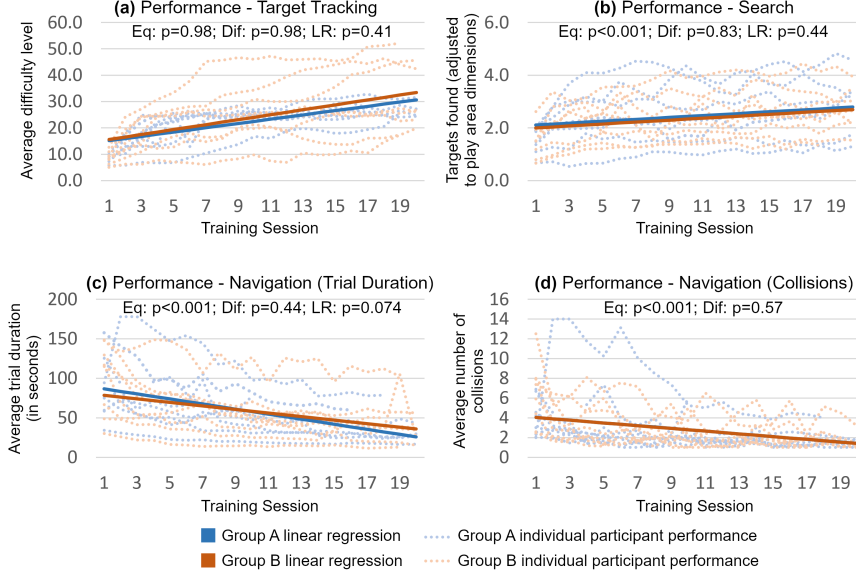 (a) Performance - Target Tracking
Eq: p=0.98; Dif: p=0.98; LR: p=0.41
Average difficulty level
60.0
50.0
40.0
30.0
20.0
10.0
0.0
1 3 5 7 9 11 13 15 17 19
Training Session
(b) Performance - Search
Eq: p<0.001; Dif: p=0.83; LR: p=0.44
Targets found (adjusted
to play area dimensions)
6.0
4.0
2.0
0.0
1 3 5 7 9 11 13 15 17 19
Training Session
(c) Performance - Navigation (Trial Duration)
Eq: p<0.001; Dif: p=0.44; LR: p=0.074
Average trial duration
(in seconds)
200
150
100
50
0
1 3 5 7 9 11 13 15 17 19
Training Session
(d) Performance - Navigation (Collisions)
Eq: p<0.001; Dif: p=0.57
Average number of
collisions
16
14
12
10
8
6
4
2
0
1 3 5 7 9 11 13 15 17 19
Training Session
Group A linear regression
Group A individual participant performance
Group B linear regression
Group B individual participant performance